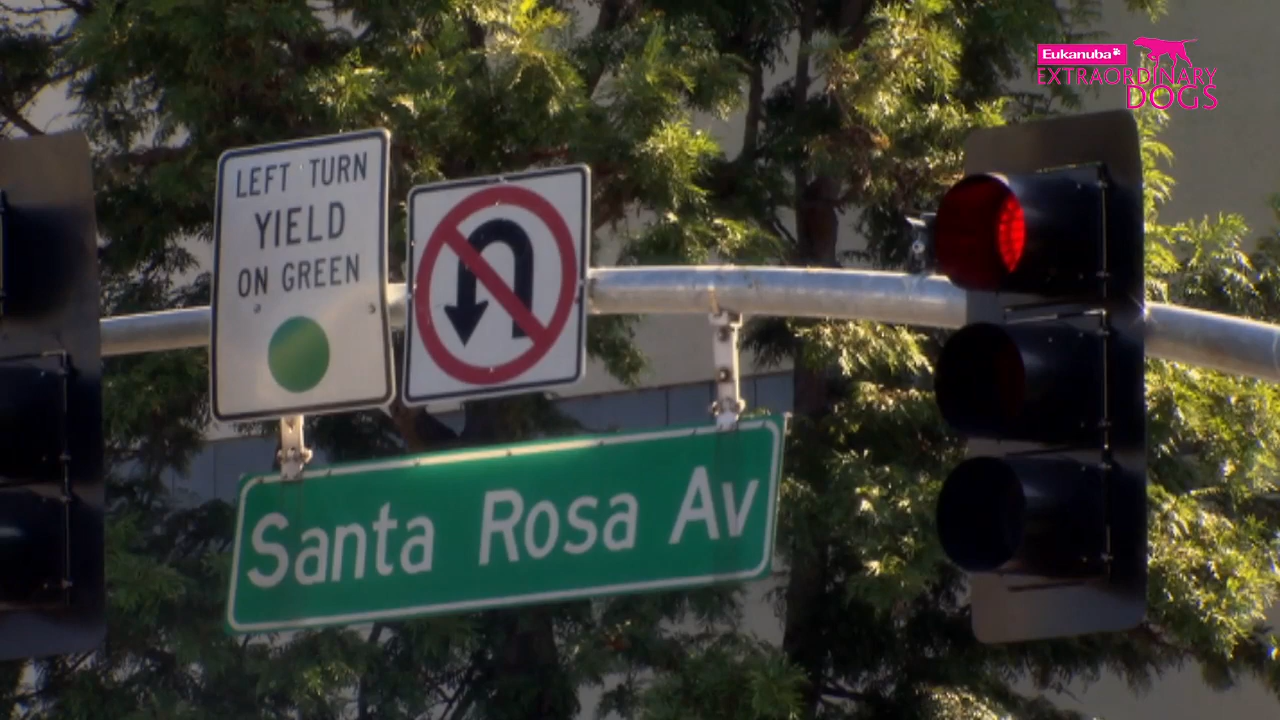 Eukanuba
EXTRAORDINARY
DOGS
LEFT TURN
YIELD
ON GREEN
Santa Rosa Av